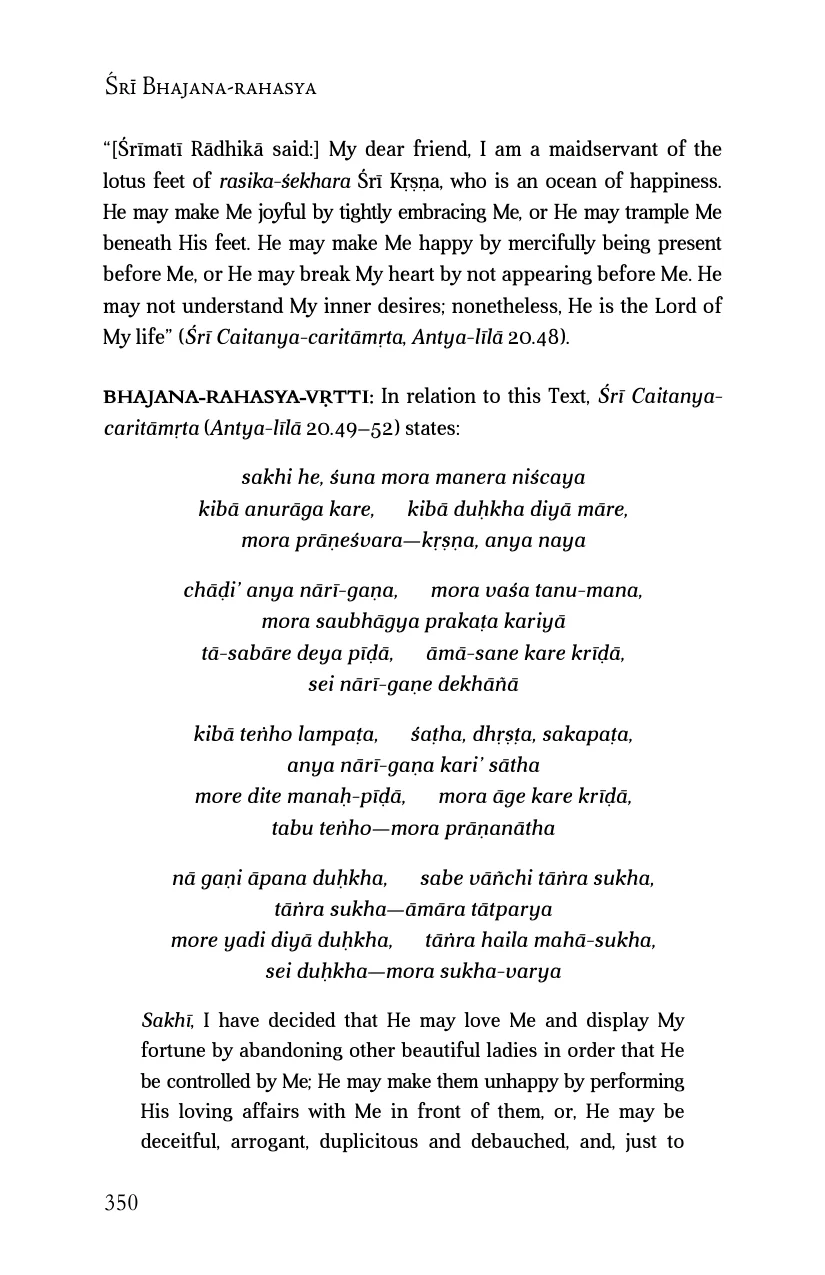 Śrī Bhajana-rahasya
“[Śrīmatī Rādhikā said:] My dear friend, I am a maidservant of the
lotus feet of rasika-śekhara Śrī Kṛṣṇa, who is an ocean of happiness.
He may make Me joyful by tightly embracing Me, or He may trample Me
beneath His feet. He may make Me happy by mercifully being present
before Me, or He may break My heart by not appearing before Me. He
may not understand My inner desires; nonetheless, He is the Lord of
My life” (Śrī Caitanya-caritāmṛta, Antya-līlā 20.48).
BHAJANA-RAHASYA-VṚTTI: In relation to this Text, Śrī Caitanya-
caritāmṛta (Antya-līlā 20.49–52) states:
sakhi he, śuna mora manera niścaya
kibā anurāga kare, kibā duḥkha diyā māre,
mora prāṇeśvara—kṛṣṇa, anya naya
chāḍi’ anya nārī-gaṇa, mora vaśa tanu-mana,
mora saubhāgya prakaṭa kariyā
tā-sabāre deya pīḍā, āmā-sane kare krīḍā,
sei nārī-gaṇe dekhāñā
kibā teṅho lampaṭa, śaṭha, dhṛṣṭa, sakapaṭa,
anya nārī-gaṇa kari’ sātha
more dite manaḥ-pīḍā, mora āge kare krīḍā,
tabu teṅho—mora prāṇanātha
nā gaṇi āpana duḥkha, sabe vāñchi tāṅra sukha,
tāṅra sukha—āmāra tātparya
more yadi diyā duḥkha, tāṅra haila mahā-sukha,
sei duḥkha—mora sukha-varya
Sakhī, I have decided that He may love Me and display My
fortune by abandoning other beautiful ladies in order that He
be controlled by Me; He may make them unhappy by performing
His loving affairs with Me in front of them, or, He may be
deceitful, arrogant, duplicitous and debauched, and, just to
350